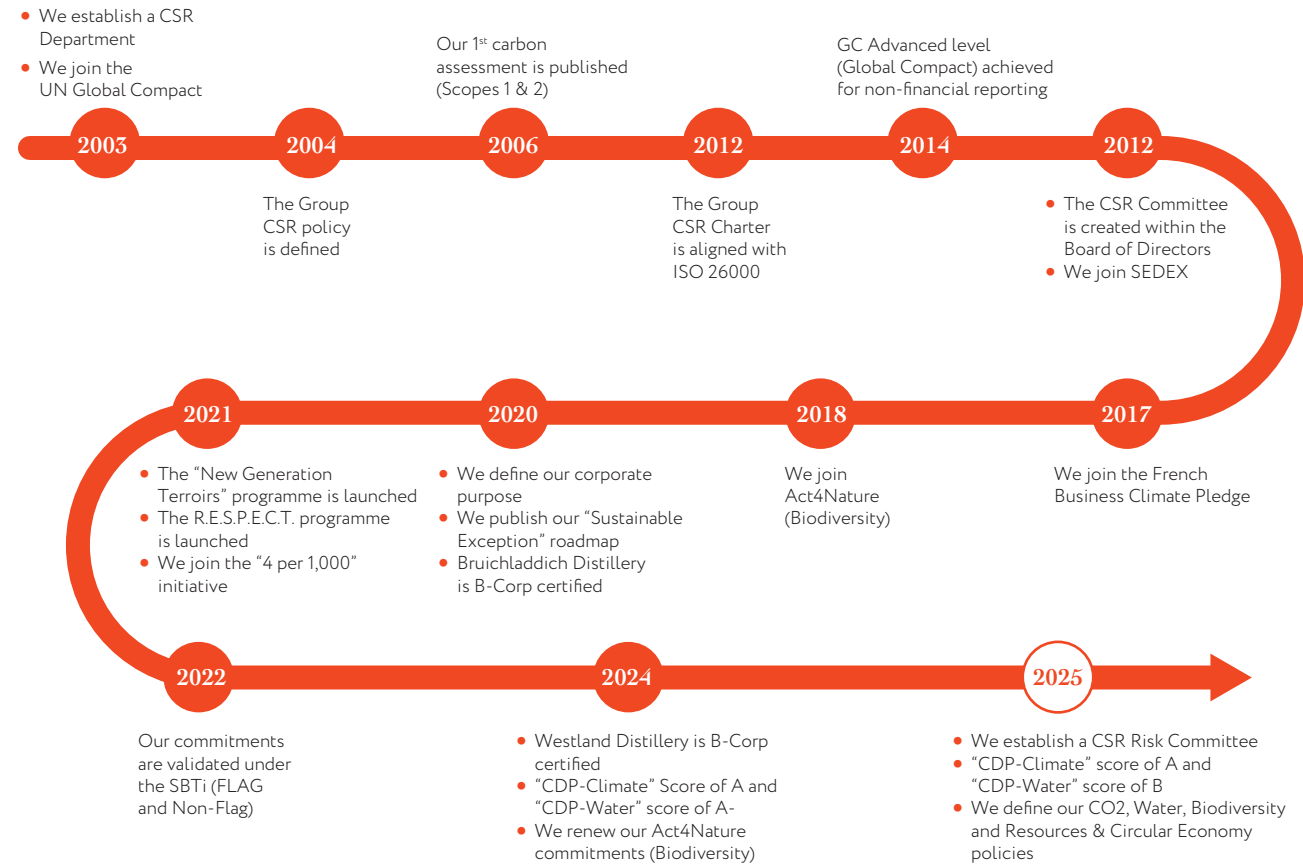 • We establish a CSR
Department
• We join the
UN Global Compact
2003
2004
The Group
CSR policy
is defined
Our 1st carbon
assessment is published
(Scopes 1 & 2)
2006
2012
The Group
CSR Charter
is aligned with
ISO 26000
GC Advanced level
(Global Compact) achieved
for non-financial reporting
2014
2012
• The CSR Committee
is created within the
Board of Directors
• We join SEDEX
2017
We join the French
Business Climate Pledge
2018
We join
Act4Nature
(Biodiversity)
2020
• We define our corporate
purpose
• We publish our “Sustainable
Exception” roadmap
• Bruichladdich Distillery
is B-Corp certified
2021
• The “New Generation
Terroirs” programme is launched
• The R.E.S.P.E.C.T. programme
is launched
• We join the “4 per 1,000”
initiative
2022
Our commitments
are validated under
the SBTi (FLAG
and Non-Flag)
2024
• Westland Distillery is B-Corp
certified
• “CDP-Climate” Score of A and
“CDP-Water” score of A-
• We renew our Act4Nature
commitments (Biodiversity)
2025
• We establish a CSR Risk Committee
• “CDP-Climate” score of A and
“CDP-Water” score of B
• We define our CO2, Water, Biodiversity
and Resources & Circular Economy
policies